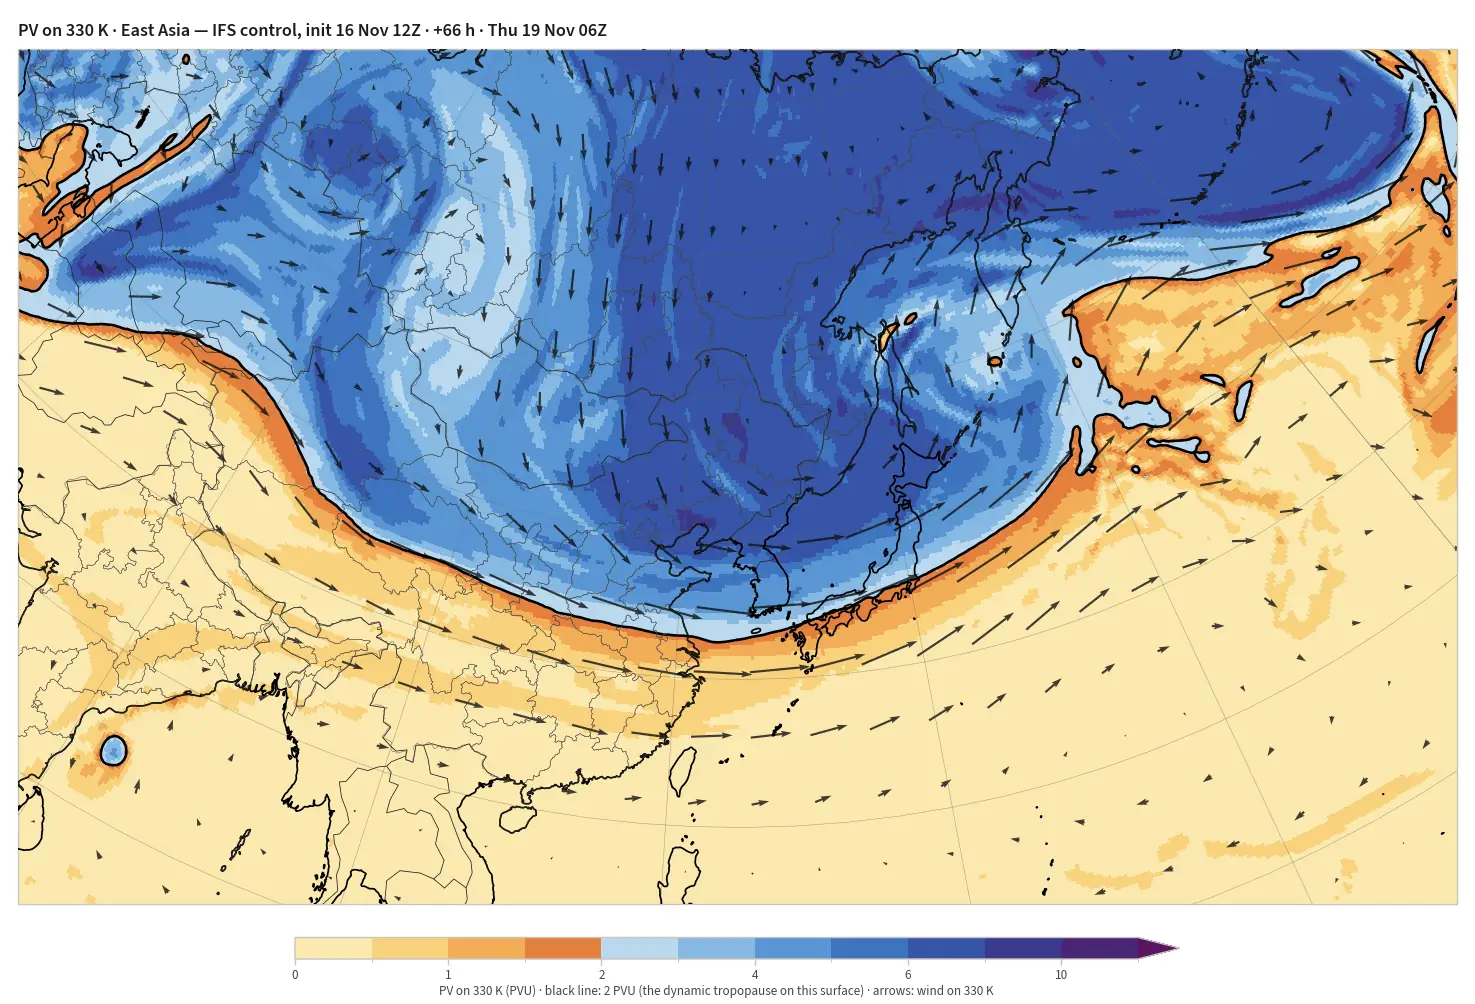 PV on 330 K · East Asia — IFS control, init 16 Nov 12Z · +66 h · Thu 19 Nov 06Z
0 1 2 4 6 10
PV on 330 K (PVU) · black line: 2 PVU (the dynamic tropopause on this surface) · arrows: wind on 330 K